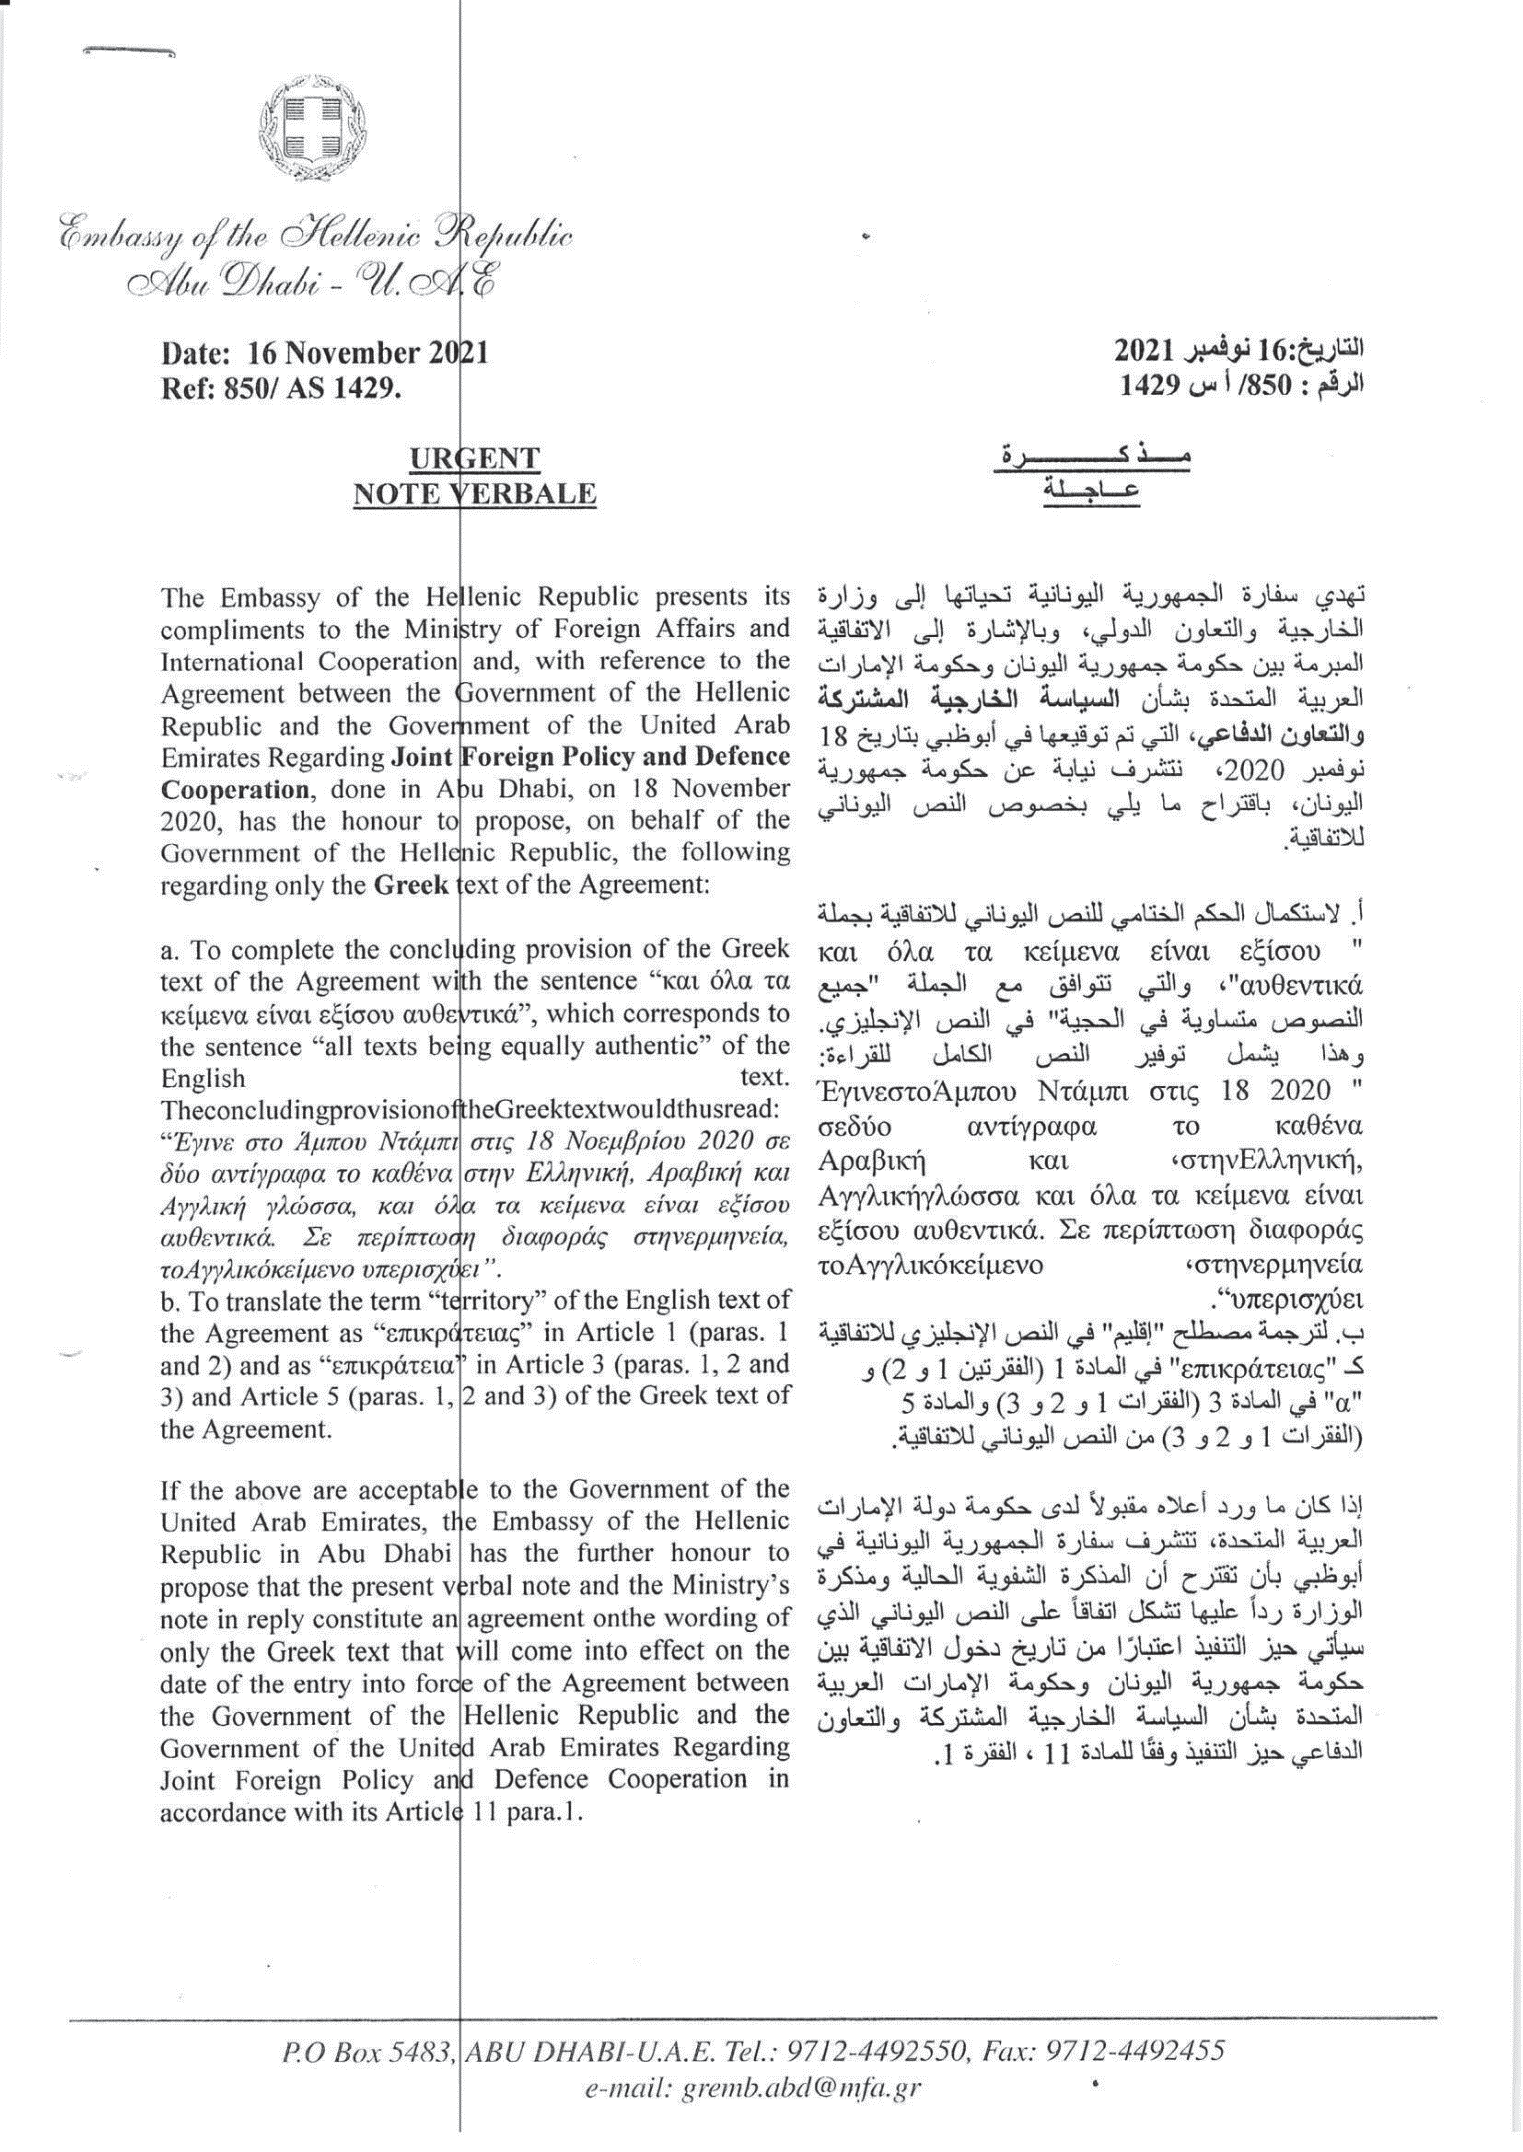 Embassy of the Hellenic Republic
Abu Dhabi - U.A.E
Date: 16 November 2021
Ref: 850/ AS 1429.
URGENT
NOTE VERBALE
The Embassy of the Hellenic Republic presents its
compliments to the Ministry of Foreign Affairs and
International Cooperation and, with reference to the
Agreement between the Government of the Hellenic
Republic and the Government of the United Arab
Emirates Regarding Joint Foreign Policy and Defence
Cooperation, done in Abu Dhabi, on 18 November
2020, has the honour to propose, on behalf of the
Government of the Hellenic Republic, the following
regarding only the Greek text of the Agreement:
a. To complete the concluding provision of the Greek
text of the Agreement with the sentence “και όλα τα
κείμενα είναι εξίσου αυθεντικά”, which corresponds to
the sentence “all texts being equally authentic” of the
English text.
TheconcludingprovisionoftheGreektextwouldthusread:
“Έγινε στο Άμπου Ντάμπι στις 18 Νοεμβρίου 2020 σε
δύο αντίγραφα το καθένα στην Ελληνική, Αραβική και
Αγγλική γλώσσα, και όλα τα κείμενα είναι εξίσου
αυθεντικά. Σε περίπτωση διαφοράς στηνερμηνεία,
τοΑγγλικόκείμενο υπερισχύει”.
b. To translate the term “territory” of the English text of
the Agreement as “επικράτειας” in Article 1 (paras. 1
and 2) and as “επικράτεια” in Article 3 (paras. 1, 2 and
3) and Article 5 (paras. 1, 2 and 3) of the Greek text of
the Agreement.
If the above are acceptable to the Government of the
United Arab Emirates, the Embassy of the Hellenic
Republic in Abu Dhabi has the further honour to
propose that the present verbal note and the Ministry’s
note in reply constitute an agreement onthe wording of
only the Greek text that will come into effect on the
date of the entry into force of the Agreement between
the Government of the Hellenic Republic and the
Government of the United Arab Emirates Regarding
Joint Foreign Policy and Defence Cooperation in
accordance with its Article 11 para.1.
التاريخ:16 نوفمبر 2021
الرقم : 850/ أ س 1429
مـــذكـــــــــرة
عــاجــلــة
تهدي سفارة الجمهورية اليونانية تحياتها إلى وزارة
الخارجية والتعاون الدولي، وبالإشارة إلى الاتفاقية
المبرمة بين حكومة جمهورية اليونان وحكومة الإمارات
العربية المتحدة بشأن السياسة الخارجية المشتركة
والتعاون الدفاعي، التي تم توقيعها في أبوظبي بتاريخ 18
نوفمبر 2020، نتشرف نيابة عن حكومة جمهورية
اليونان، باقتراح ما يلي بخصوص النص اليوناني
للاتفاقية.
أ. لاستكمال الحكم الختامي للنص اليوناني للاتفاقية بجملة
" και όλα τα κείμενα είναι εξίσου
αυθεντικά"، والتي تتوافق مع الجملة "جميع
النصوص متساوية في الحجية" في النص الإنجليزي.
وهذا يشمل توفير النص الكامل للقراءة:
" ΈγινεστοΆμπου Ντάμπι στις 18 2020
σεδύο αντίγραφα το καθένα
Αραβική και ،στηνΕλληνική,
Αγγλικήγλώσσα και όλα τα κείμενα είναι
εξίσου αυθεντικά. Σε περίπτωση διαφοράς
τοΑγγλικόκείμενο ،στηνερμηνεία
υπερισχύει“.
ب. لترجمة مصطلح "إقليم" في النص الإنجليزي للاتفاقية
كـ "επικράτειας" في المادة 1 (الفقرتين 1 و 2) و
"α" في المادة 3 (الفقرات 1 و 2 و 3) والمادة 5
(الفقرات 1 و 2 و 3) من النص اليوناني للاتفاقية.
إذا كان ما ورد أعلاه مقبولاً لدى حكومة دولة الإمارات
العربية المتحدة، تتشرف سفارة الجمهورية اليونانية في
أبوظبي بأن تقترح أن المذكرة الشفوية الحالية ومذكرة
الوزارة رداً عليها تشكل اتفاقاً على النص اليوناني الذي
سيأتي حيز التنفيذ اعتبارًا من تاريخ دخول الاتفاقية بين
حكومة جمهورية اليونان وحكومة الإمارات العربية
المتحدة بشأن السياسة الخارجية المشتركة والتعاون
الدفاعي حيز التنفيذ وفقًا للمادة 11 ، الفقرة 1.
P.O Box 5483, ABU DHABI-U.A.E. Tel.: 9712-4492550, Fax: 9712-4492455
e-mail: gremb.abd@mfa.gr